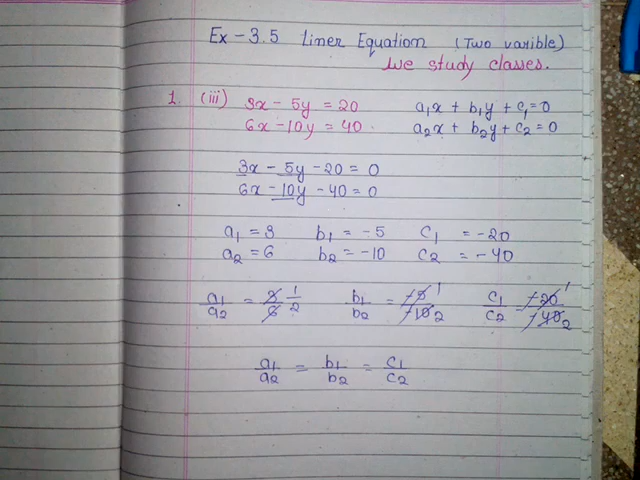 Ex - 3.5 Liner Equation (Two varible)
We study classes.
1. (iii) 3x - 5y = 20 a₁x + b₁y + c₁ = 0
6x - 10y = 40. a₂x + b₂y + c₂ = 0
3x - 5y - 20 = 0
6x - 10y - 40 = 0
a₁ = 3 b₁ = -5 c₁ = -20
a₂ = 6 b₂ = -10 c₂ = -40
a₁/a₂ = 3/6 1/2 b₁/b₂ = -5/-10 1/2 c₁/c₂ = -20/-40 1/2
a₁/a₂ = b₁/b₂ = c₁/c₂